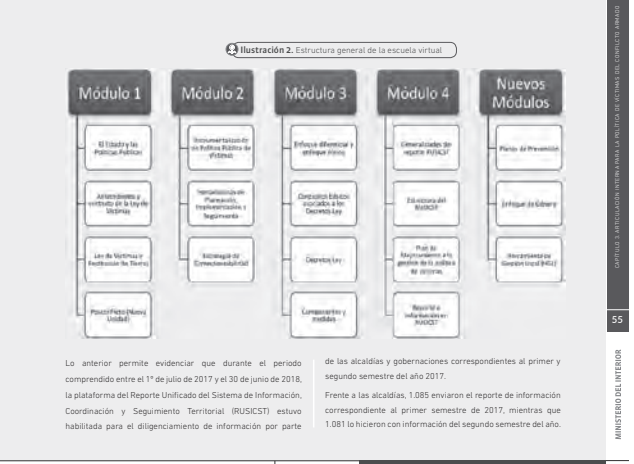 Ilustración 2. Estructura general de la escuela virtual
Módulo 1
El Estado y las
Políticas Públicas
Antecedentes y
contexto de la Ley de
Víctimas
Ley de Víctimas y
Restitución de Tierras
Módulo 2
Política Pública de
Víctimas
Planeación,
Implementación y
Seguimiento
Estrategia de
Corresponsabilidad
Módulo 3
Enfoque diferencial y
enfoque étnico
Conceptos básicos
asociados a los
Decretos Ley
Decretos Ley
Componentes y
medidas
Módulo 4
Generalidades del
reporte RUSICST
Estructura del
RUSICST
Plan de
Mejoramiento a la
gestión de la política
de víctimas
Reporte de
información en
RUSICST
Nuevos
Módulos
Planes de Prevención
Enfoque de Género
Herramienta de
Gestión local
Lo anterior permite evidenciar que durante el periodo
comprendido entre el 1° de julio de 2017 y el 30 de junio de 2018,
la plataforma del Reporte Unificado del Sistema de Información,
Coordinación y Seguimiento Territorial (RUSICST) estuvo
habilitada para el diligenciamiento de información por parte
de las alcaldías y gobernaciones correspondientes al primer y
segundo semestre del año 2017.
Frente a las alcaldías, 1.085 enviaron el reporte de información
correspondiente al primer semestre de 2017, mientras que
1.081 lo hicieron con información del segundo semestre del año.
CAPÍTULO 3. ARTICULACIÓN INTERNA PARA LA POLÍTICA DE VÍCTIMAS DEL CONFLICTO ARMADO
55
MINISTERIO DEL INTERIOR